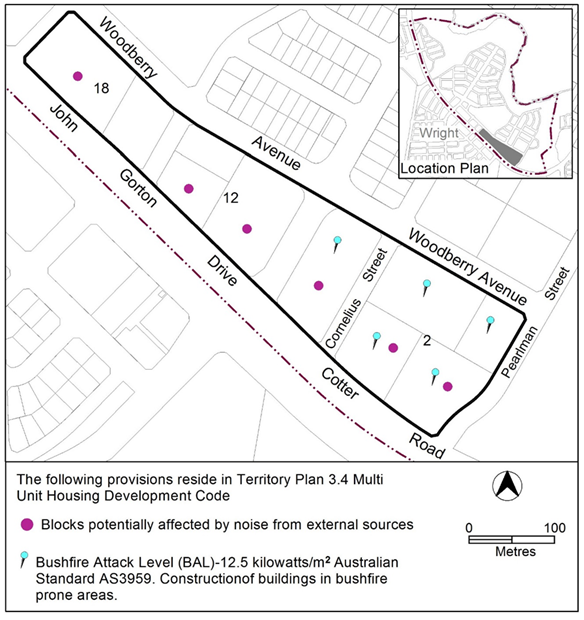 Woodberry
Avenue
Woodberry Avenue
18
12
2
John
Gorton
Drive
Cotter
Road
Cornelius Street
Pearlman Street
Wright
Location Plan
The following provisions reside in Territory Plan 3.4 Multi
Unit Housing Development Code
Blocks potentially affected by noise from external sources
Bushfire Attack Level (BAL)-12.5 kilowatts/m² Australian
Standard AS3959. Constructionof buildings in bushfire
prone areas.
0 100
Metres